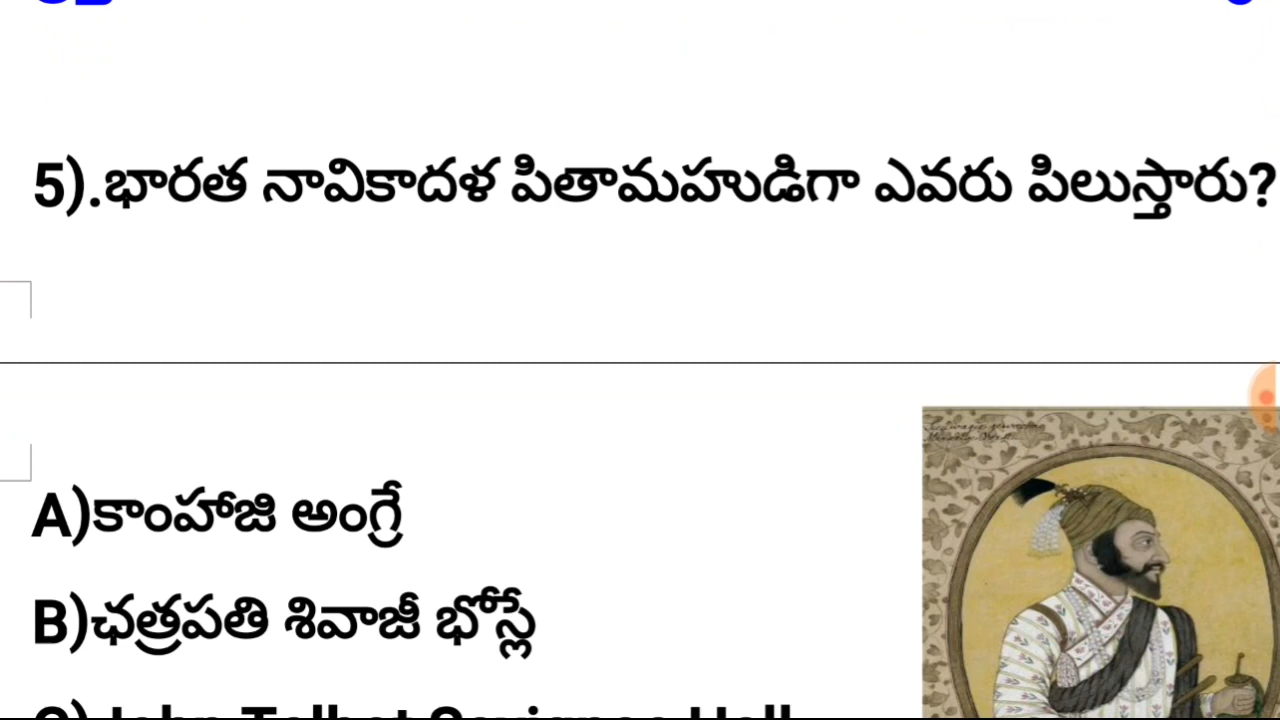 5).భారత నావికాదళ పితామహుడిగా ఎవరు పిలుస్తారు?
A)కాంహాజి అంగ్రే
B)ఛత్రపతి శివాజీ భోస్లే